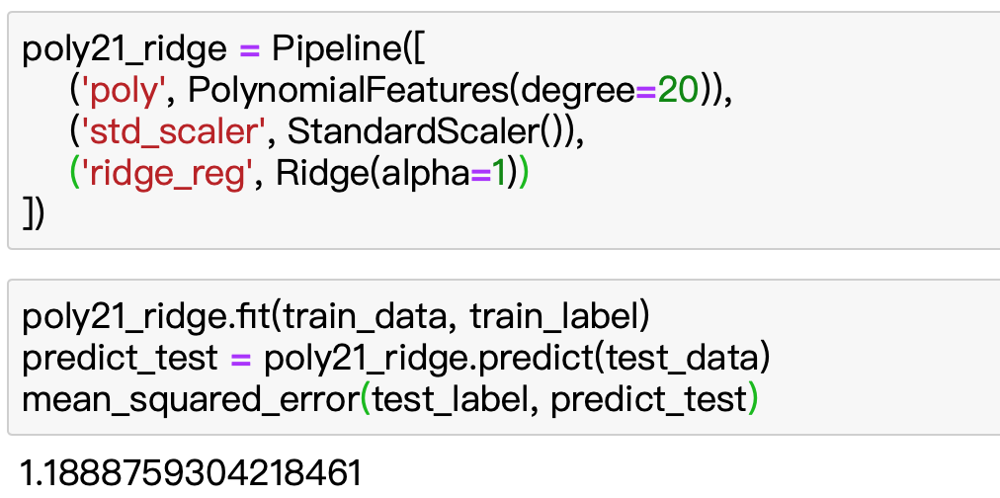 poly21_ridge = Pipeline([
    ('poly', PolynomialFeatures(degree=20)),
    ('std_scaler', StandardScaler()),
    ('ridge_reg', Ridge(alpha=1))
])
poly21_ridge.fit(train_data, train_label)
predict_test = poly21_ridge.predict(test_data)
mean_squared_error(test_label, predict_test)
1.1888759304218461